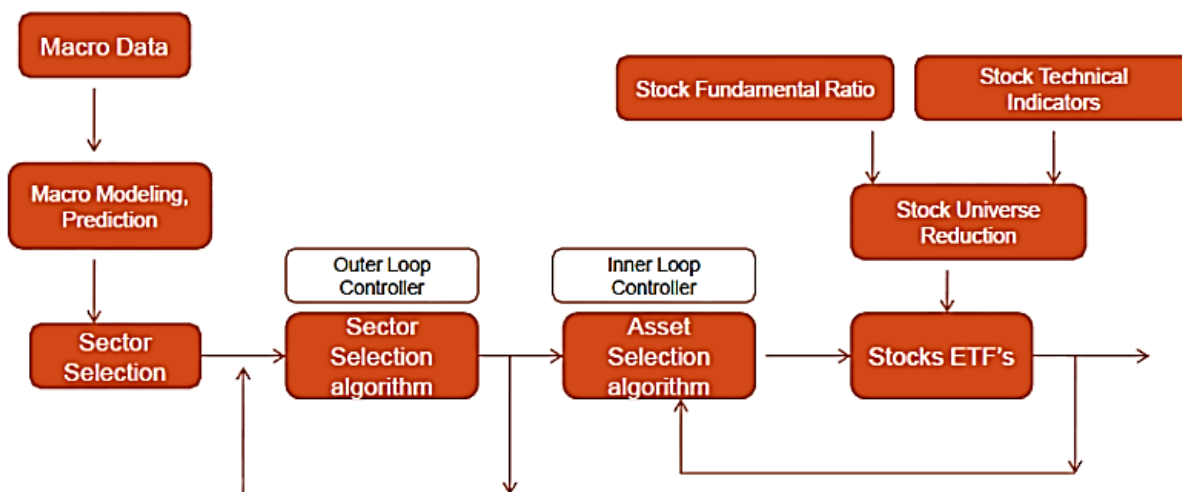 Macro Data
Stock Fundamental Ratio
Stock Technical
Indicators
Macro Modeling,
Prediction
Stock Universe
Reduction
Outer Loop
Controller
Inner Loop
Controller
Sector
Selection
Sector
Selection
algorithm
Asset
Selection
algorithm
Stocks ETF's